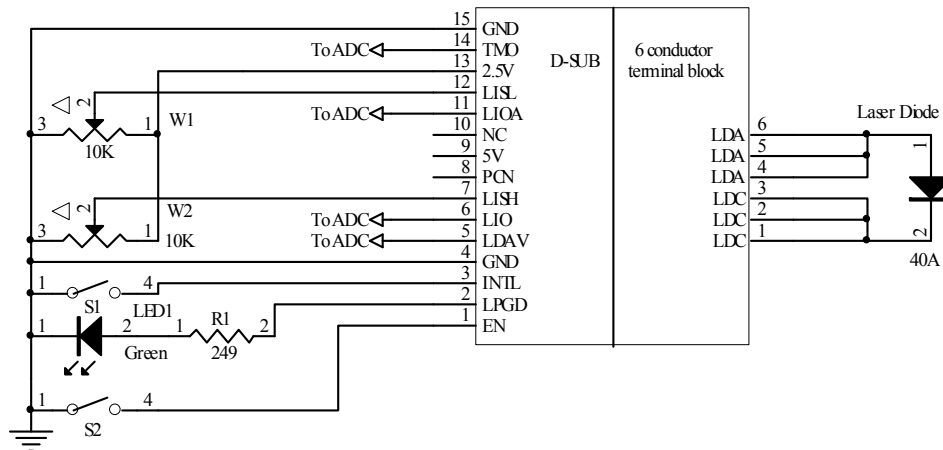 15 GND
To ADC 14 TMO
13 2.5V
2 12 LISL
To ADC 11 LIOA
3 1 W1 10 NC
10K
9 5V
8 PCN
2 W2 7 LISH
To ADC 6 LIO
3 1
10K
To ADC 5 LDAV
4 GND
1 4 3 INTL
S1
LED1
2 LPGD
1 2 1 R1 2
Green 249
1 EN
1 4
S2
D-SUB
6 conductor
terminal block
Laser Diode
LDA 6
LDA 5
LDA 4
LDC 3
LDC 2
LDC 1
1
2
40A